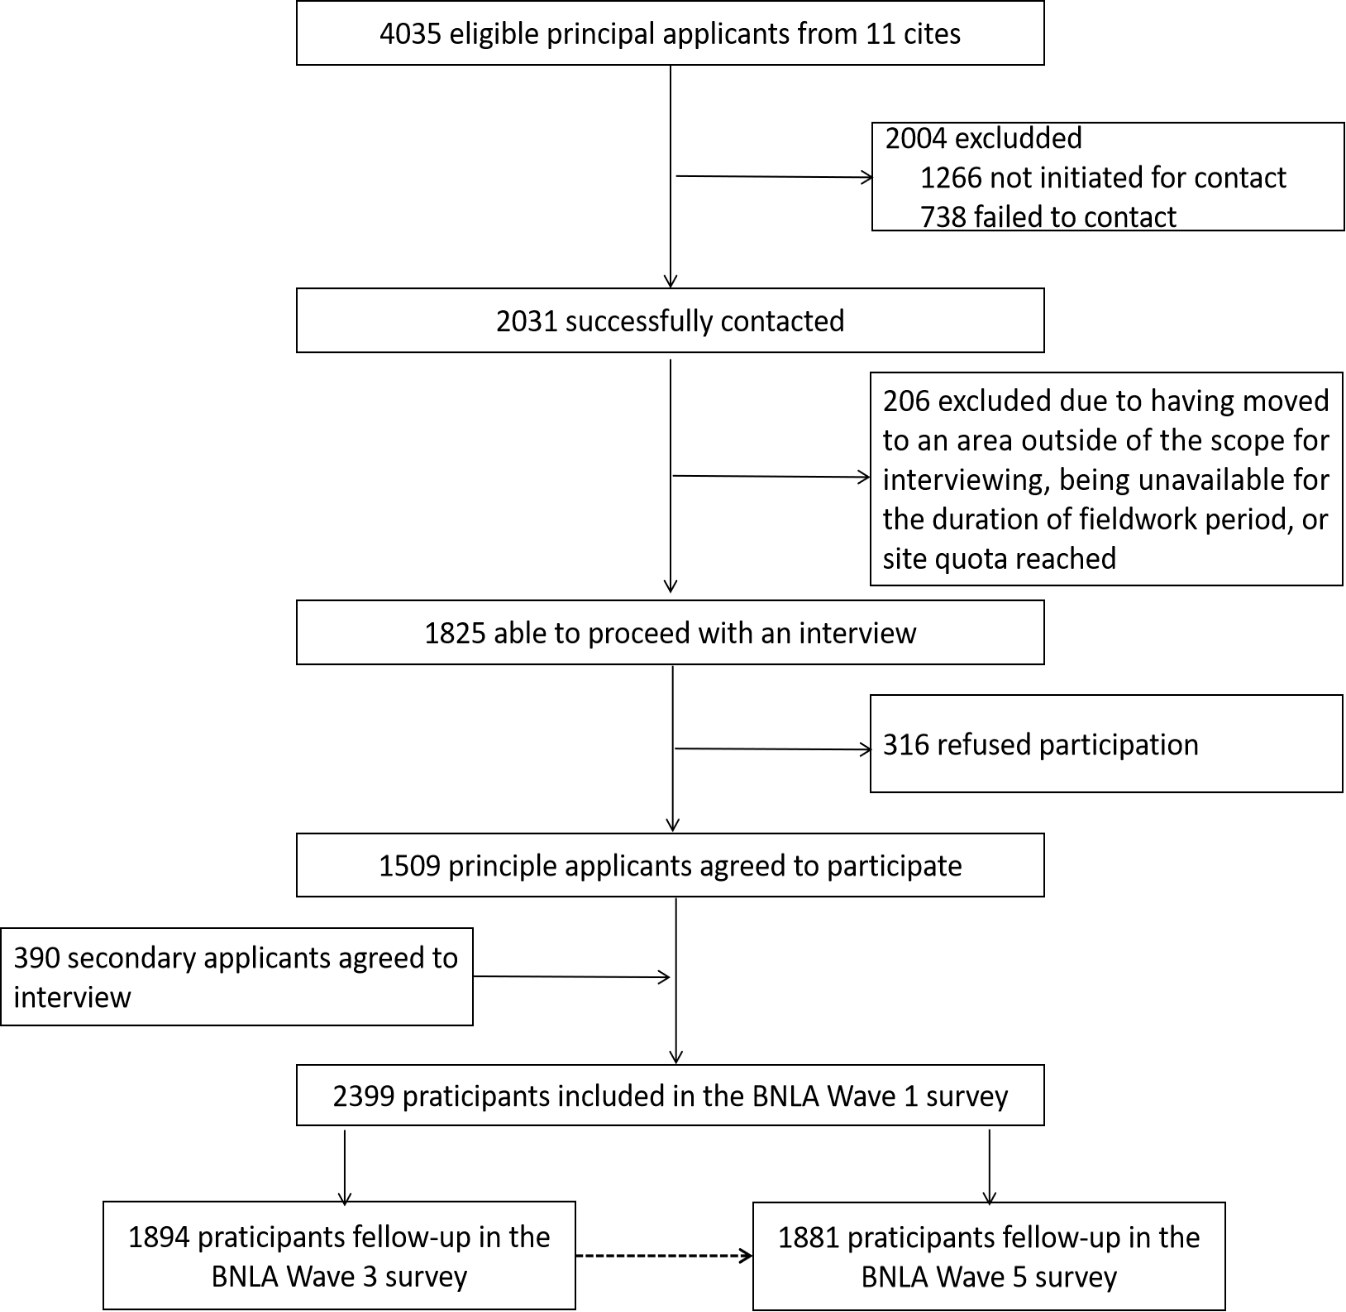 4035 eligible principal applicants from 11 cites
2004 excludded
1266 not initiated for contact
738 failed to contact
2031 successfully contacted
206 excluded due to having moved
to an area outside of the scope for
interviewing, being unavailable for
the duration of fieldwork period, or
site quota reached
1825 able to proceed with an interview
316 refused participation
1509 principle applicants agreed to participate
390 secondary applicants agreed to
interview
2399 praticipants included in the BNLA Wave 1 survey
1894 praticipants fellow-up in the
BNLA Wave 3 survey
1881 praticipants fellow-up in the
BNLA Wave 5 survey